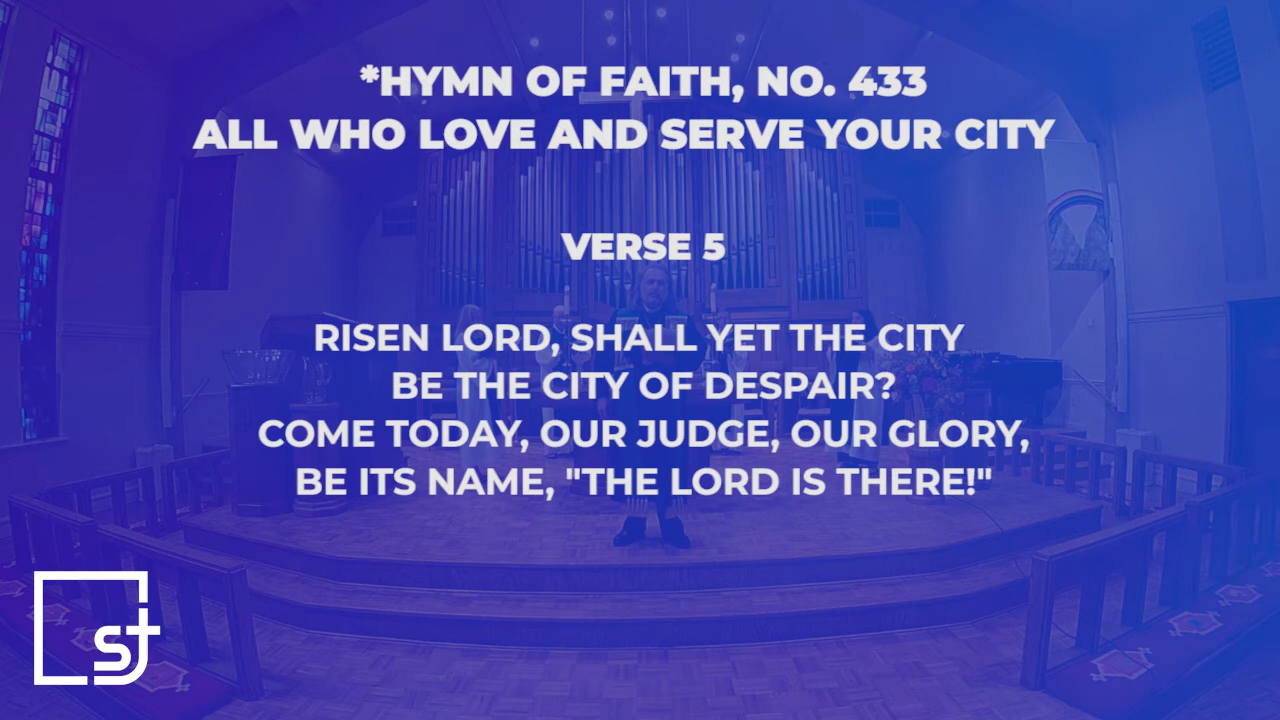 *HYMN OF FAITH, NO. 433
ALL WHO LOVE AND SERVE YOUR CITY
VERSE 5
RISEN LORD, SHALL YET THE CITY
BE THE CITY OF DESPAIR?
COME TODAY, OUR JUDGE, OUR GLORY,
BE ITS NAME, "THE LORD IS THERE!"
st